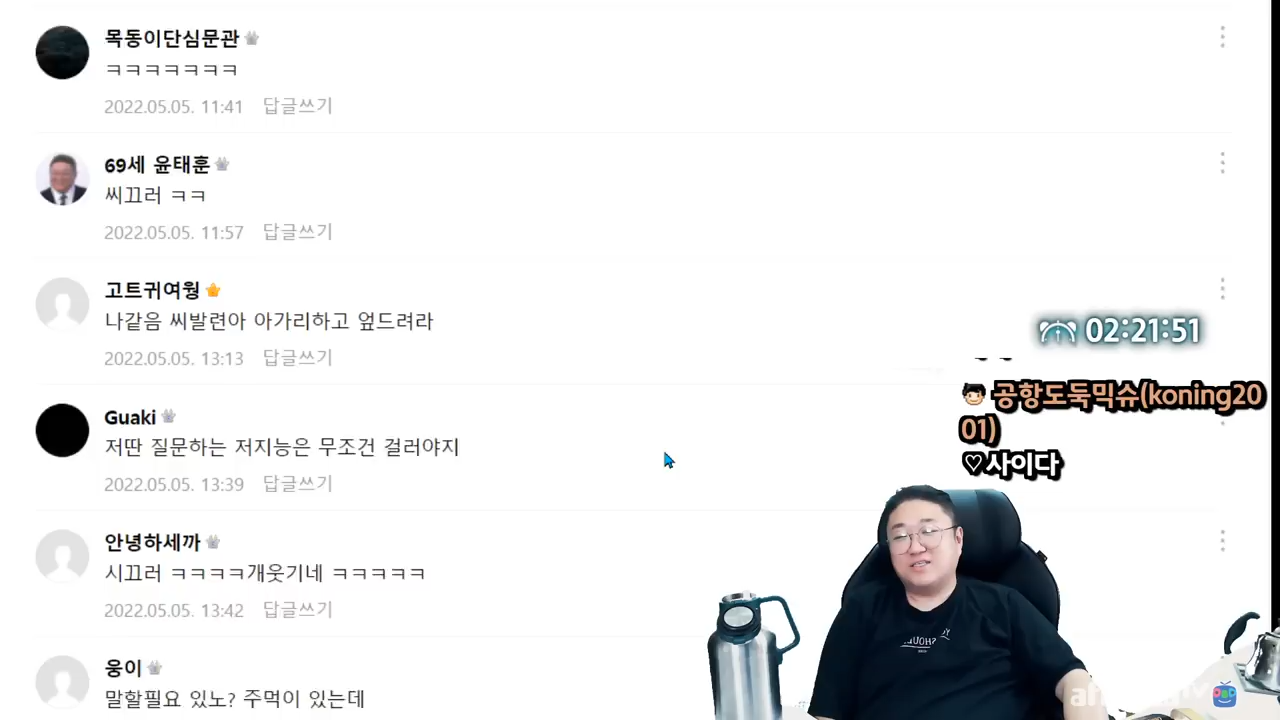 목동이단심문관
ㅋㅋㅋㅋㅋㅋㅋ
2022.05.05. 11:41 답글쓰기
69세 윤태훈
씨끄러 ㅋㅋ
2022.05.05. 11:57 답글쓰기
고트귀여웡
나같음 씨발련아 아가리하고 엎드려라
2022.05.05. 13:13 답글쓰기
02:21:51
공항도둑믹슈(koning20
01)
♡사이다
Guaki
저딴 질문하는 저지능은 무조건 걸러야지
2022.05.05. 13:39 답글쓰기
안녕하세까
시끄러 ㅋㅋㅋㅋ개웃기네 ㅋㅋㅋㅋㅋ
2022.05.05. 13:42 답글쓰기
웅이
말할필요 있노? 주먹이 있는데